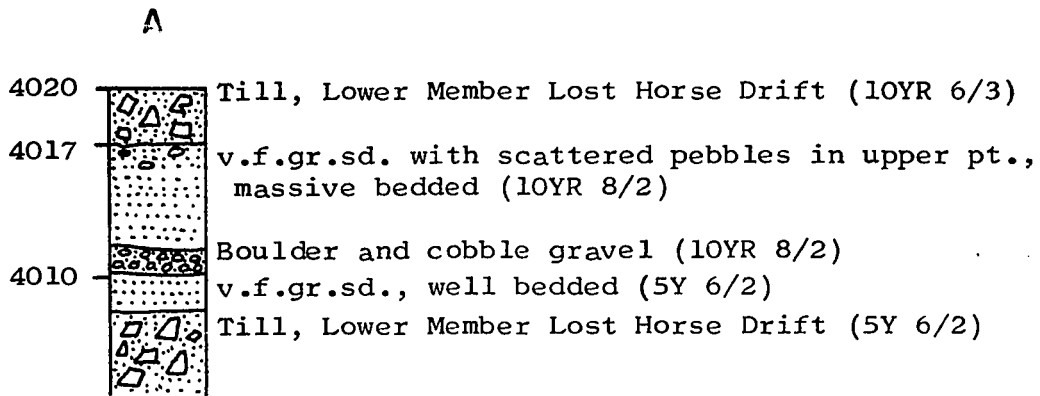 A
4020 Till, Lower Member Lost Horse Drift (10YR 6/3)
4017 v.f.gr.sd. with scattered pebbles in upper pt.,
massive bedded (10YR 8/2)
Boulder and cobble gravel (10YR 8/2)
4010 v.f.gr.sd., well bedded (5Y 6/2)
Till, Lower Member Lost Horse Drift (5Y 6/2)